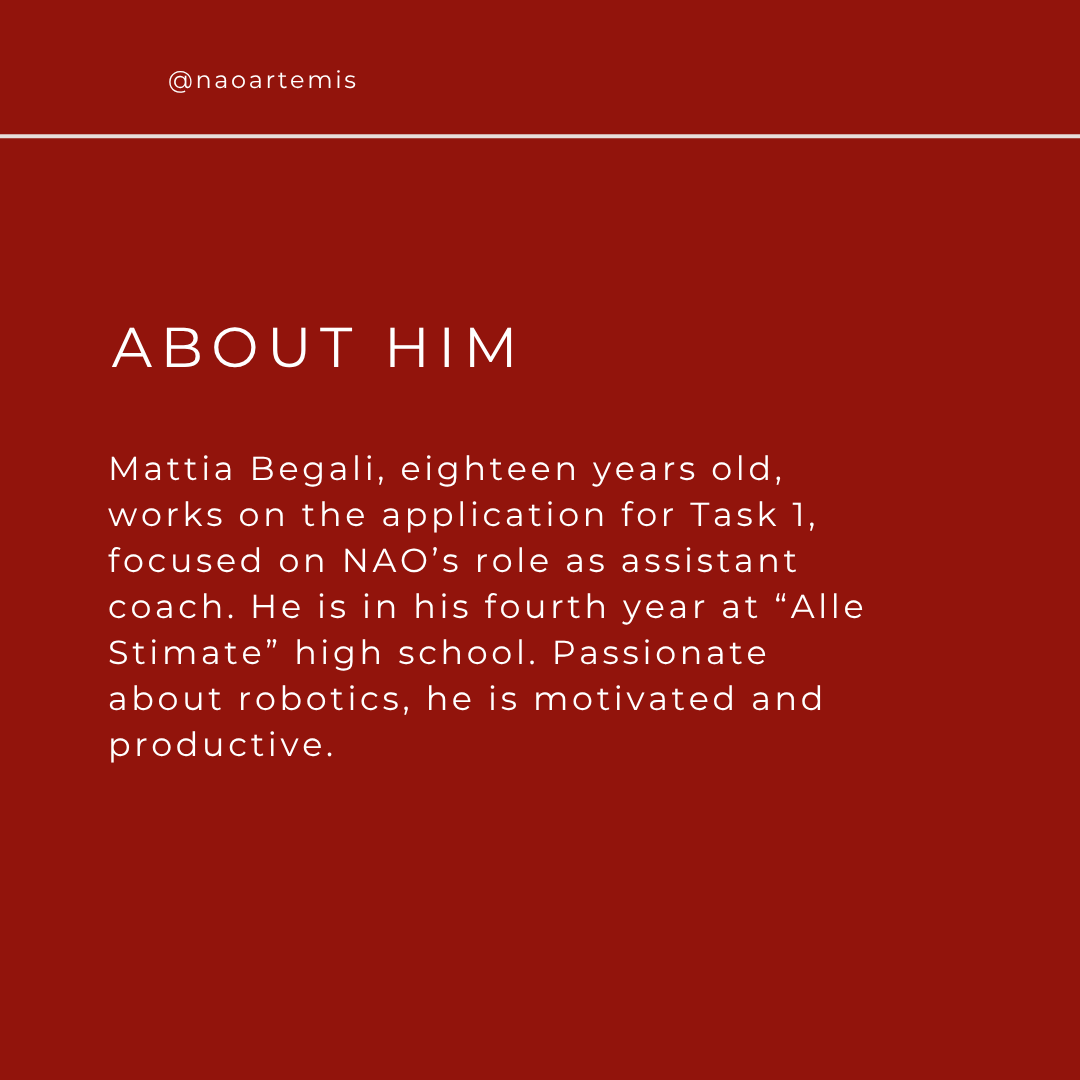 @naoartemis
ABOUT HIM
Mattia Begali, eighteen years old,
works on the application for Task 1,
focused on NAO’s role as assistant
coach. He is in his fourth year at “Alle
Stimate” high school. Passionate
about robotics, he is motivated and
productive.